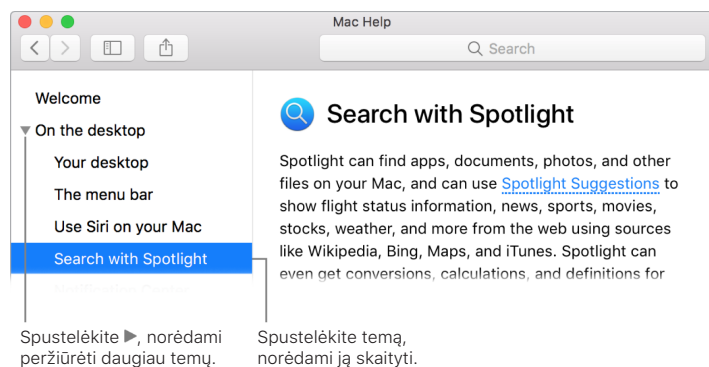 Mac Help
Search
Welcome
On the desktop
Your desktop
The menu bar
Use Siri on your Mac
Search with Spotlight
Search with Spotlight
Spotlight can find apps, documents, photos, and other
files on your Mac, and can use Spotlight Suggestions to
show flight status information, news, sports, movies,
stocks, weather, and more from the web using sources
like Wikipedia, Bing, Maps, and iTunes. Spotlight can
even get conversions, calculations, and definitions for
Spustelėkite ▶, norėdami
peržiūrėti daugiau temų.
Spustelėkite temą,
norėdami ją skaityti.